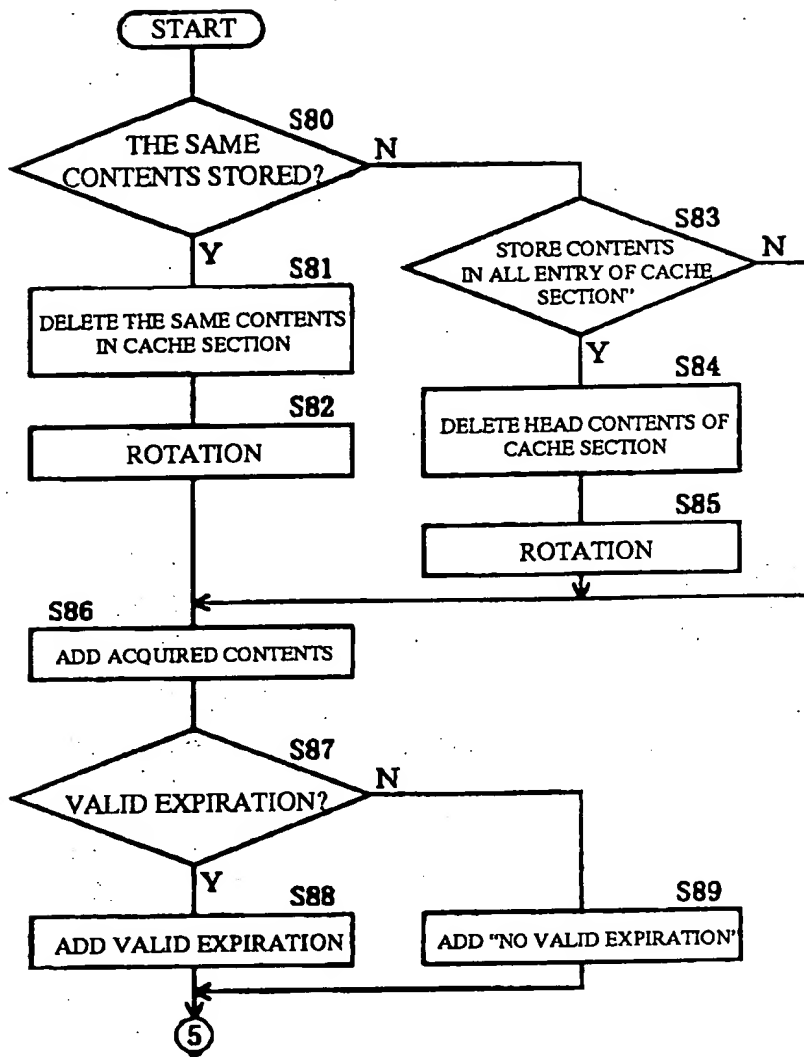 START
S80
THE SAME
CONTENTS STORED?
N
Y
S83
STORE CONTENTS
IN ALL ENTRY OF CACHE
SECTION"
N
Y
S81
DELETE THE SAME CONTENTS
IN CACHE SECTION
S84
DELETE HEAD CONTENTS OF
CACHE SECTION
S82
ROTATION
S85
ROTATION
S86
ADD ACQUIRED CONTENTS
S87
VALID EXPIRATION?
N
Y
S88
ADD VALID EXPIRATION
S89
ADD "NO VALID EXPIRATION"
5